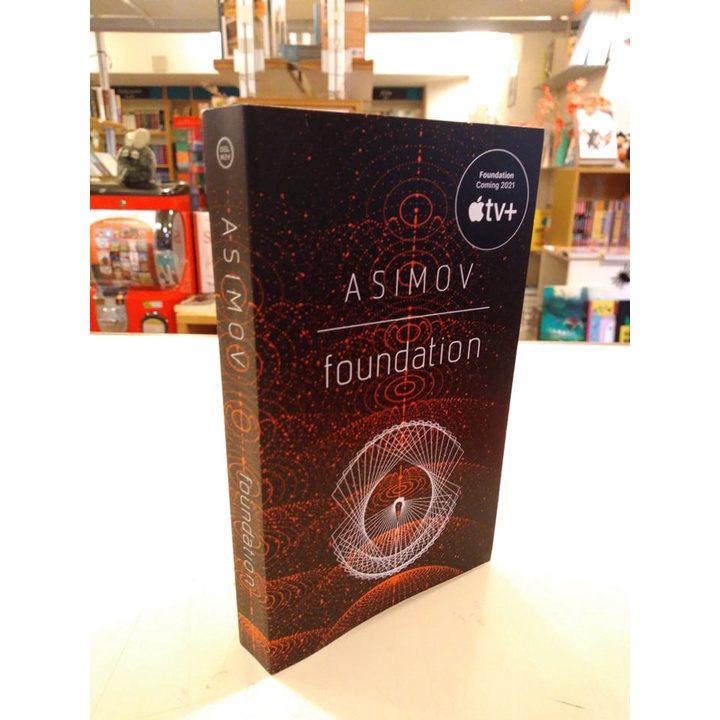 Foundation
Coming 2021
tv+
ASIMOV
foundation
ASIMOV
foundation